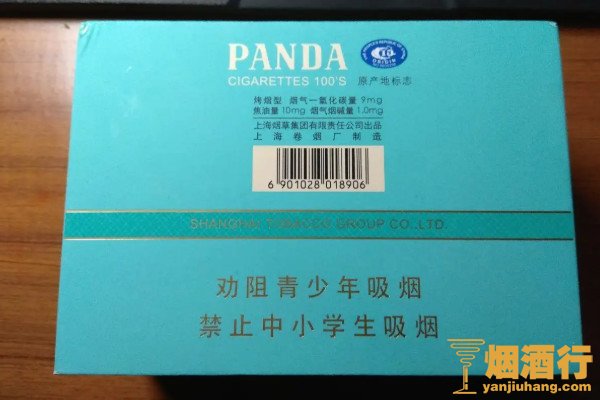 PANDA
CIGARETTES 100'S
原产地标志
ORIGIN
烤烟型 烟气一氧化碳量 9mg
焦油量 10mg 烟气烟碱量 1.0mg
上海烟草集团有限责任公司出品
上海卷烟厂制造
6 901028 018906
SHANGHAI TOBACCO GROUP CO.,LTD.
劝阻青少年吸烟
禁止中小学生吸烟
烟酒行
yanjiuhang.com